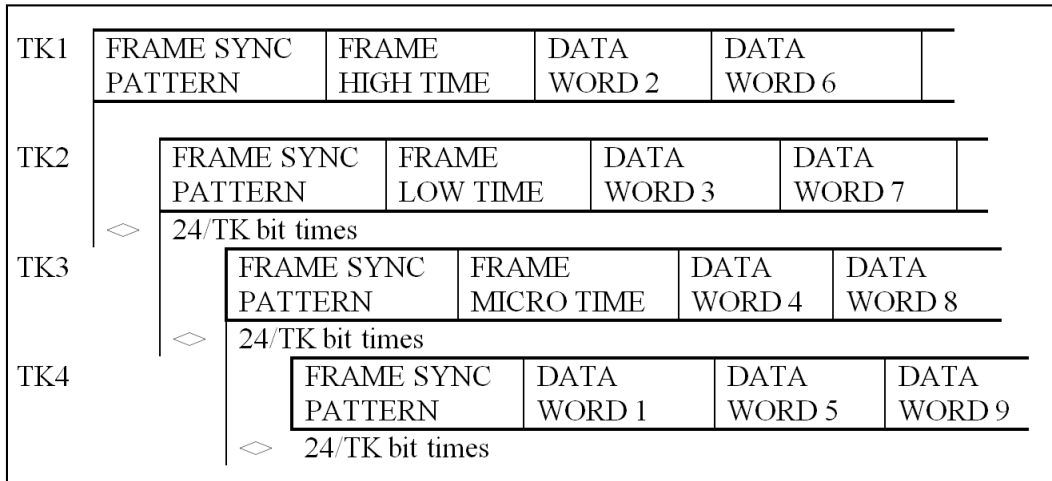 TK1 FRAME SYNC FRAME DATA DATA
PATTERN HIGH TIME WORD 2 WORD 6
TK2 FRAME SYNC FRAME DATA DATA
PATTERN LOW TIME WORD 3 WORD 7
24/TK bit times
TK3 FRAME SYNC FRAME DATA DATA
PATTERN MICRO TIME WORD 4 WORD 8
24/TK bit times
TK4 FRAME SYNC DATA DATA DATA
PATTERN WORD 1 WORD 5 WORD 9
24/TK bit times